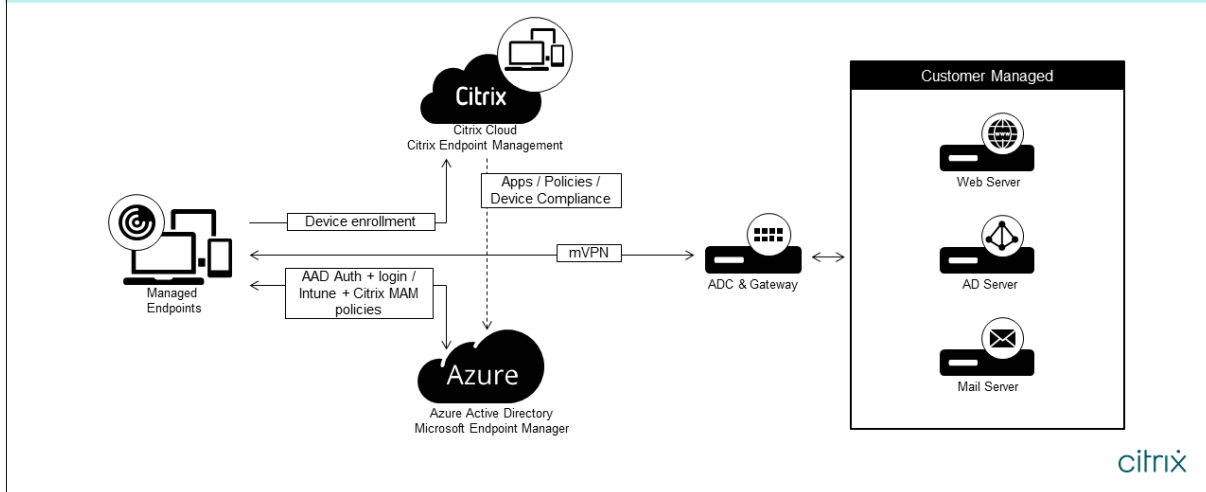 Citrix
Citrix Cloud
Citrix Endpoint Management
Apps / Policies /
Device Compliance
Device enrollment
mVPN
AAD Auth + login /
Intune + Citrix MAM
policies
Managed
Endpoints
ADC & Gateway
Azure
Azure Active Directory
Microsoft Endpoint Manager
Customer Managed
WWW
Web Server
AD Server
Mail Server
citrix